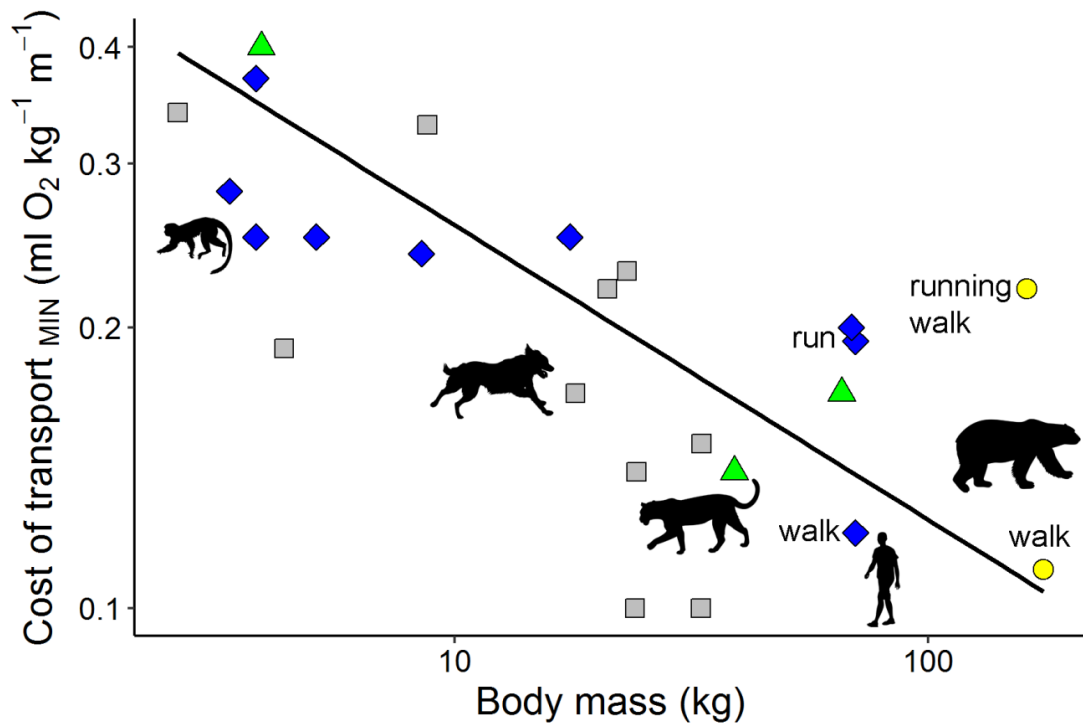 Cost of transport MIN (ml O₂ kg⁻¹ m⁻¹)
0.4
0.3
0.2
0.1
running
walk
run
walk
walk
10
100
Body mass (kg)